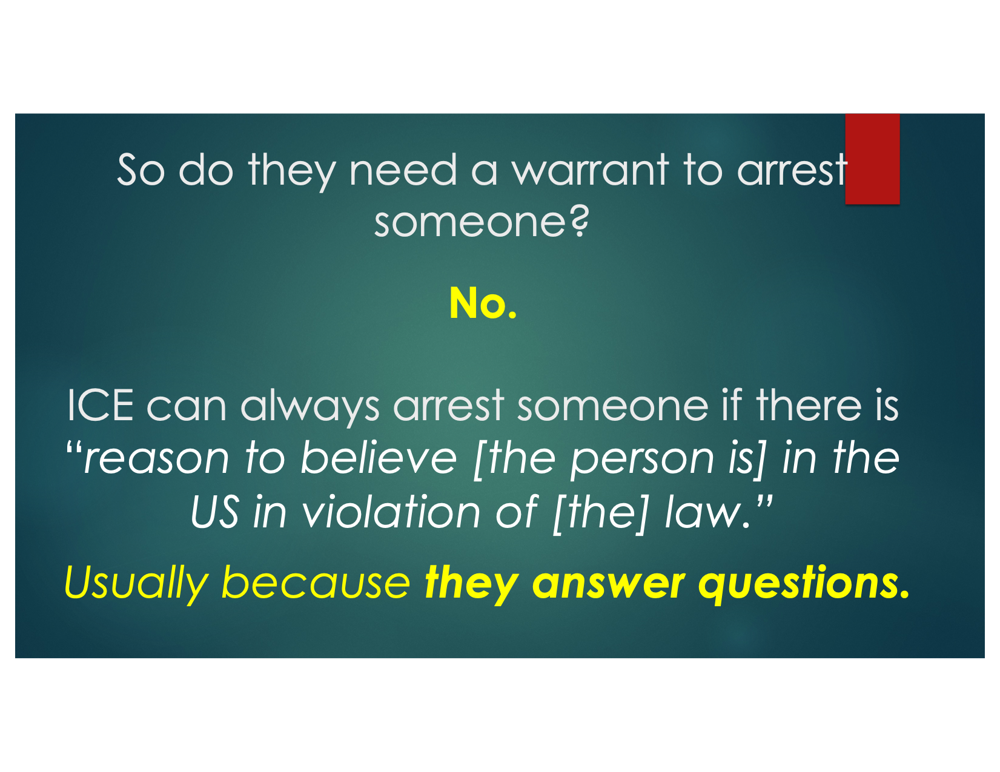 So do they need a warrant to arrest
someone?
No.
ICE can always arrest someone if there is
“reason to believe [the person is] in the
US in violation of [the] law.”
Usually because they answer questions.